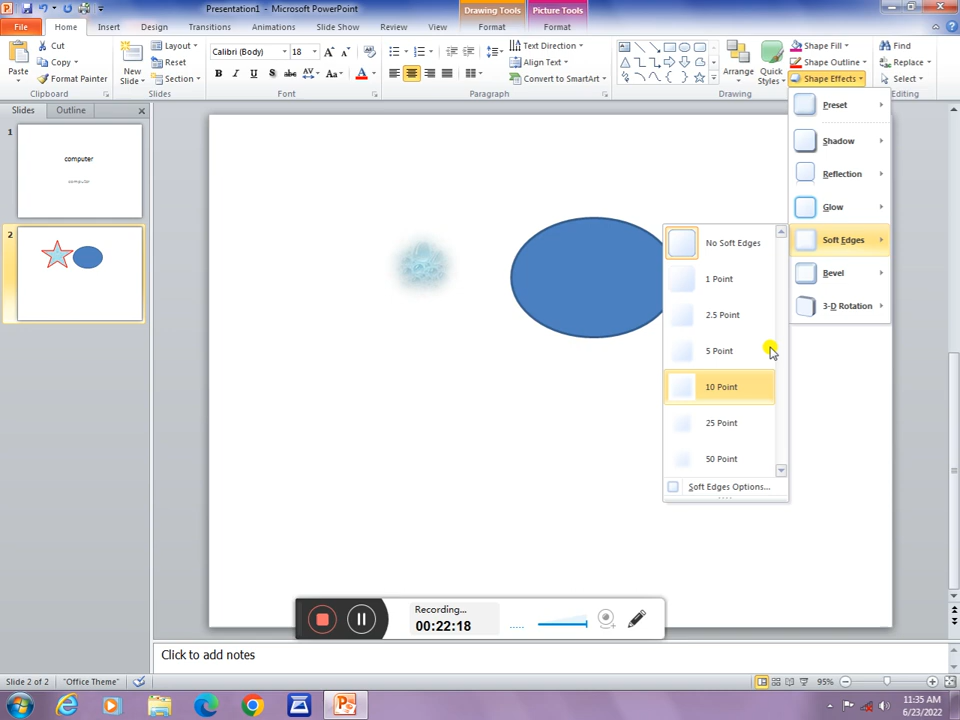 Presentation1 - Microsoft PowerPoint
Drawing Tools
Picture Tools
File
Home
Insert
Design
Transitions
Animations
Slide Show
Review
View
Format
Format
Paste
Cut
Copy
Format Painter
Clipboard
New
Slide
Layout
Reset
Section
Slides
Calibri (Body)
18
Font
Text Direction
Align Text
Convert to SmartArt
Paragraph
Arrange
Quick
Styles
Shape Fill
Shape Outline
Shape Effects
Drawing
Find
Replace
Select
Editing
Slides
Outline
1
computer
computer
2
Preset
Shadow
Reflection
Glow
Soft Edges
Bevel
3-D Rotation
No Soft Edges
1 Point
2.5 Point
5 Point
10 Point
25 Point
50 Point
Soft Edges Options...
Recording...
00:22:18
Click to add notes
Slide 2 of 2
"Office Theme"
95%
11:35 AM
6/23/2022